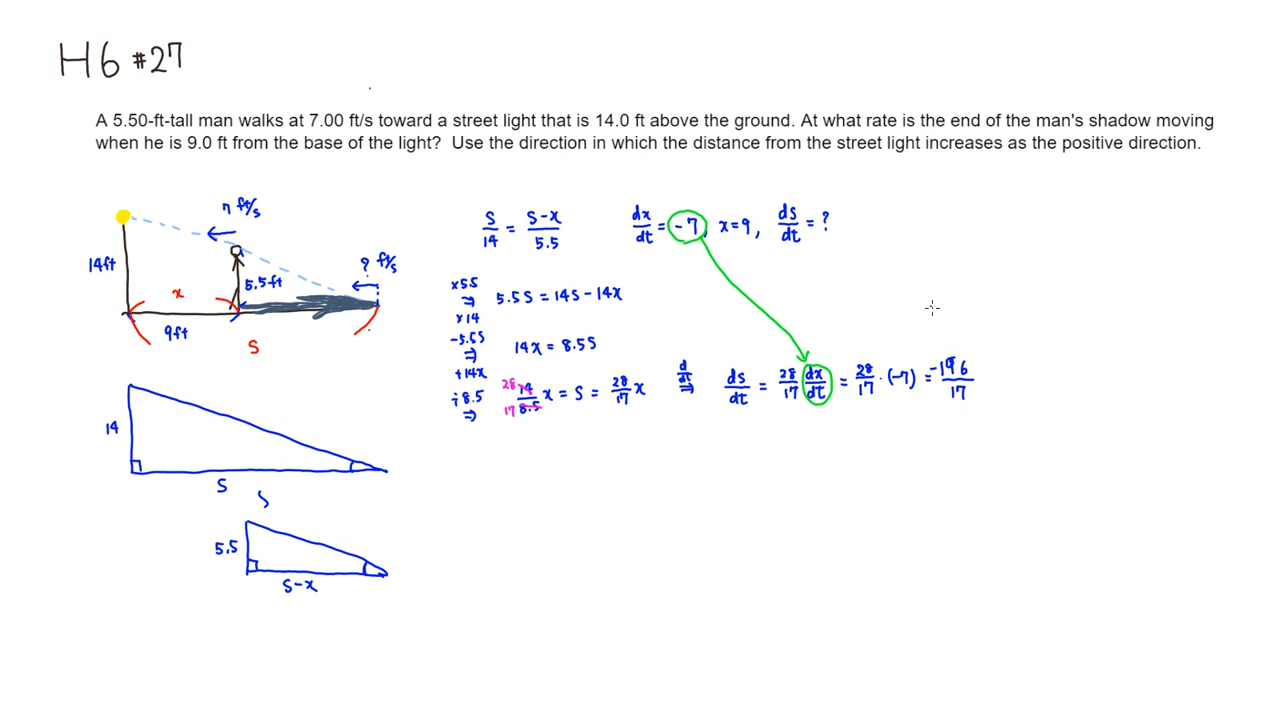 H6 #27
A 5.50-ft-tall man walks at 7.00 ft/s toward a street light that is 14.0 ft above the ground. At what rate is the end of the man's shadow moving
when he is 9.0 ft from the base of the light? Use the direction in which the distance from the street light increases as the positive direction.
7 ft/s
14ft
5.5ft
? ft/s
x
9ft
S
S/14 = S-x/5.5
dx/dt = -7, x=9, ds/dt = ?
x5.5
⇒ 5.5S = 14S - 14x
x14
-5.5S
⇒ 14x = 8.5S
+14x
÷8.5
⇒ 28 14/17 8.5 x = S = 28/17 x
d/dt ⇒ ds/dt = 28/17 dx/dt = 28/17 · (-7) = -196/17
14
S
S
5.5
S-x